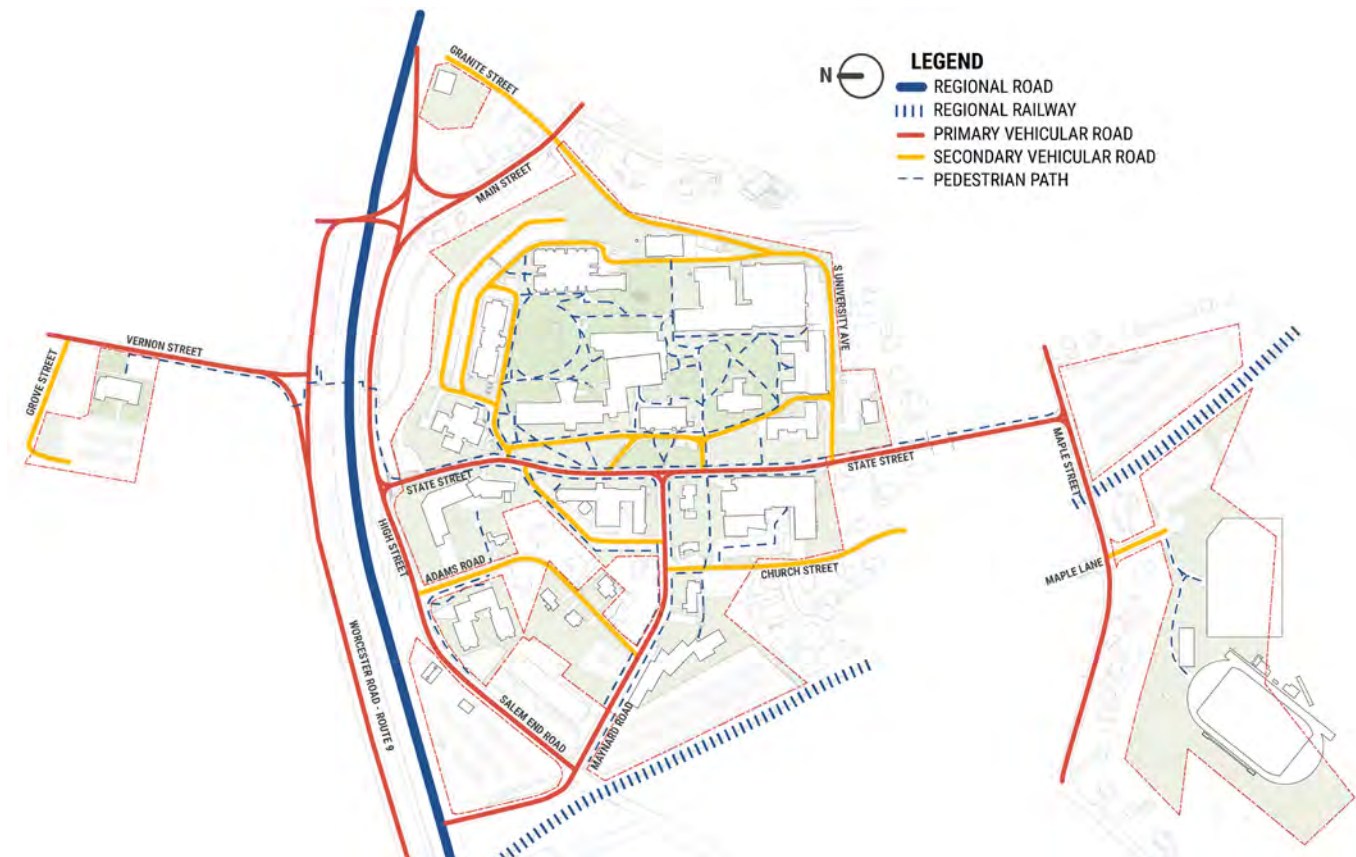 GRANITE STREET
N
LEGEND
REGIONAL ROAD
REGIONAL RAILWAY
PRIMARY VEHICULAR ROAD
SECONDARY VEHICULAR ROAD
PEDESTRIAN PATH
MAIN STREET
S UNIVERSITY AVE
VERNON STREET
GROVE STREET
STATE STREET
STATE STREET
MAPLE STREET
HIGH STREET
ADAMS ROAD
CHURCH STREET
MAPLE LANE
WORCESTER ROAD - ROUTE 9
SALEM END ROAD
MAYNARD ROAD